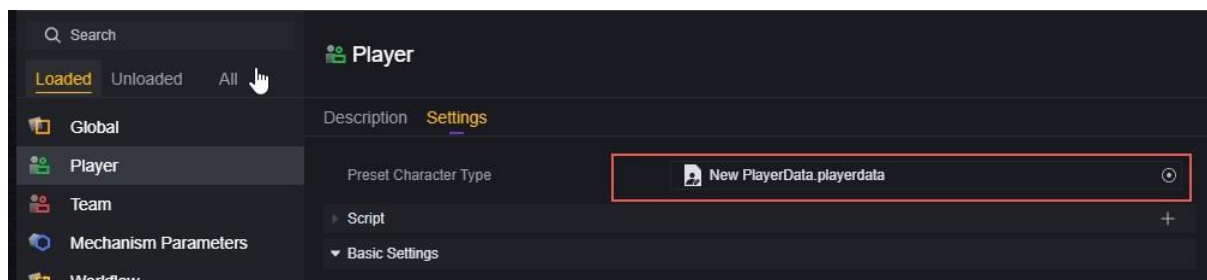 Search
Loaded Unloaded All
Global
Player
Team
Mechanism Parameters
Workflow
Player
Description Settings
Preset Character Type New PlayerData.playerdata
Script
Basic Settings